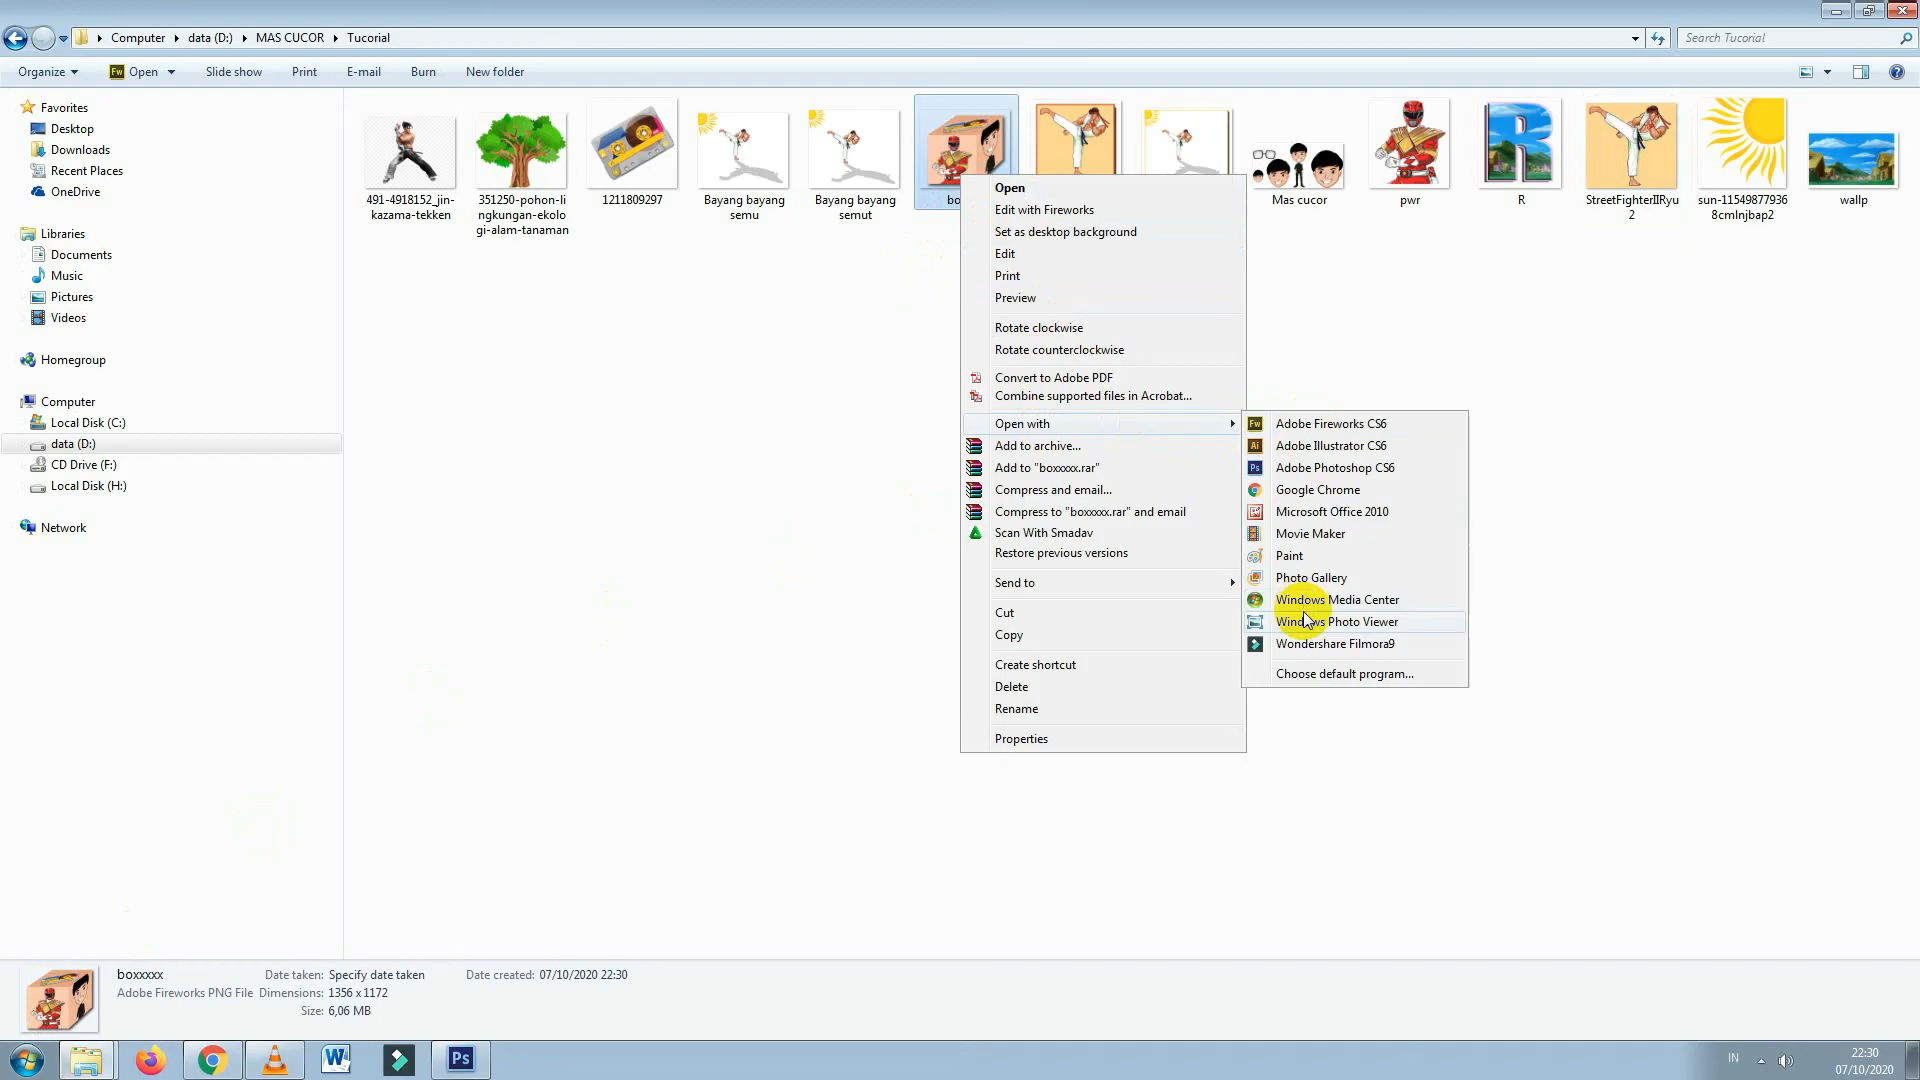 Computer data (D:) MAS CUCOR Tucorial
Search Tucorial
Organize Fw Open Slide show Print E-mail Burn New folder
Favorites
Desktop
Downloads
Recent Places
OneDrive
Libraries
Documents
Music
Pictures
Videos
Homegroup
Computer
Local Disk (C:)
data (D:)
CD Drive (F:)
Local Disk (H:)
Network
491-4918152_jin-
kazama-tekken
351250-pohon-li
ngkungan-ekolo
gi-alam-tanaman
1211809297
Bayang bayang
semu
Bayang bayang
semut
bo
Mas cucor
pwr
R
StreetFighterIIRyu
2
sun-11549877936
8cmlnjbap2
wallp
Open
Edit with Fireworks
Set as desktop background
Edit
Print
Preview
Rotate clockwise
Rotate counterclockwise
Convert to Adobe PDF
Combine supported files in Acrobat...
Open with
Add to archive...
Add to "boxxxxx.rar"
Compress and email...
Compress to "boxxxxx.rar" and email
Scan With Smadav
Restore previous versions
Send to
Cut
Copy
Create shortcut
Delete
Rename
Properties
Fw Adobe Fireworks CS6
Ai Adobe Illustrator CS6
Ps Adobe Photoshop CS6
Google Chrome
Microsoft Office 2010
Movie Maker
Paint
Photo Gallery
Windows Media Center
Windows Photo Viewer
Wondershare Filmora9
Choose default program...
boxxxxx Date taken: Specify date taken Date created: 07/10/2020 22:30
Adobe Fireworks PNG File Dimensions: 1356 x 1172
Size: 6,06 MB
W
Ps
IN
22:30
07/10/2020